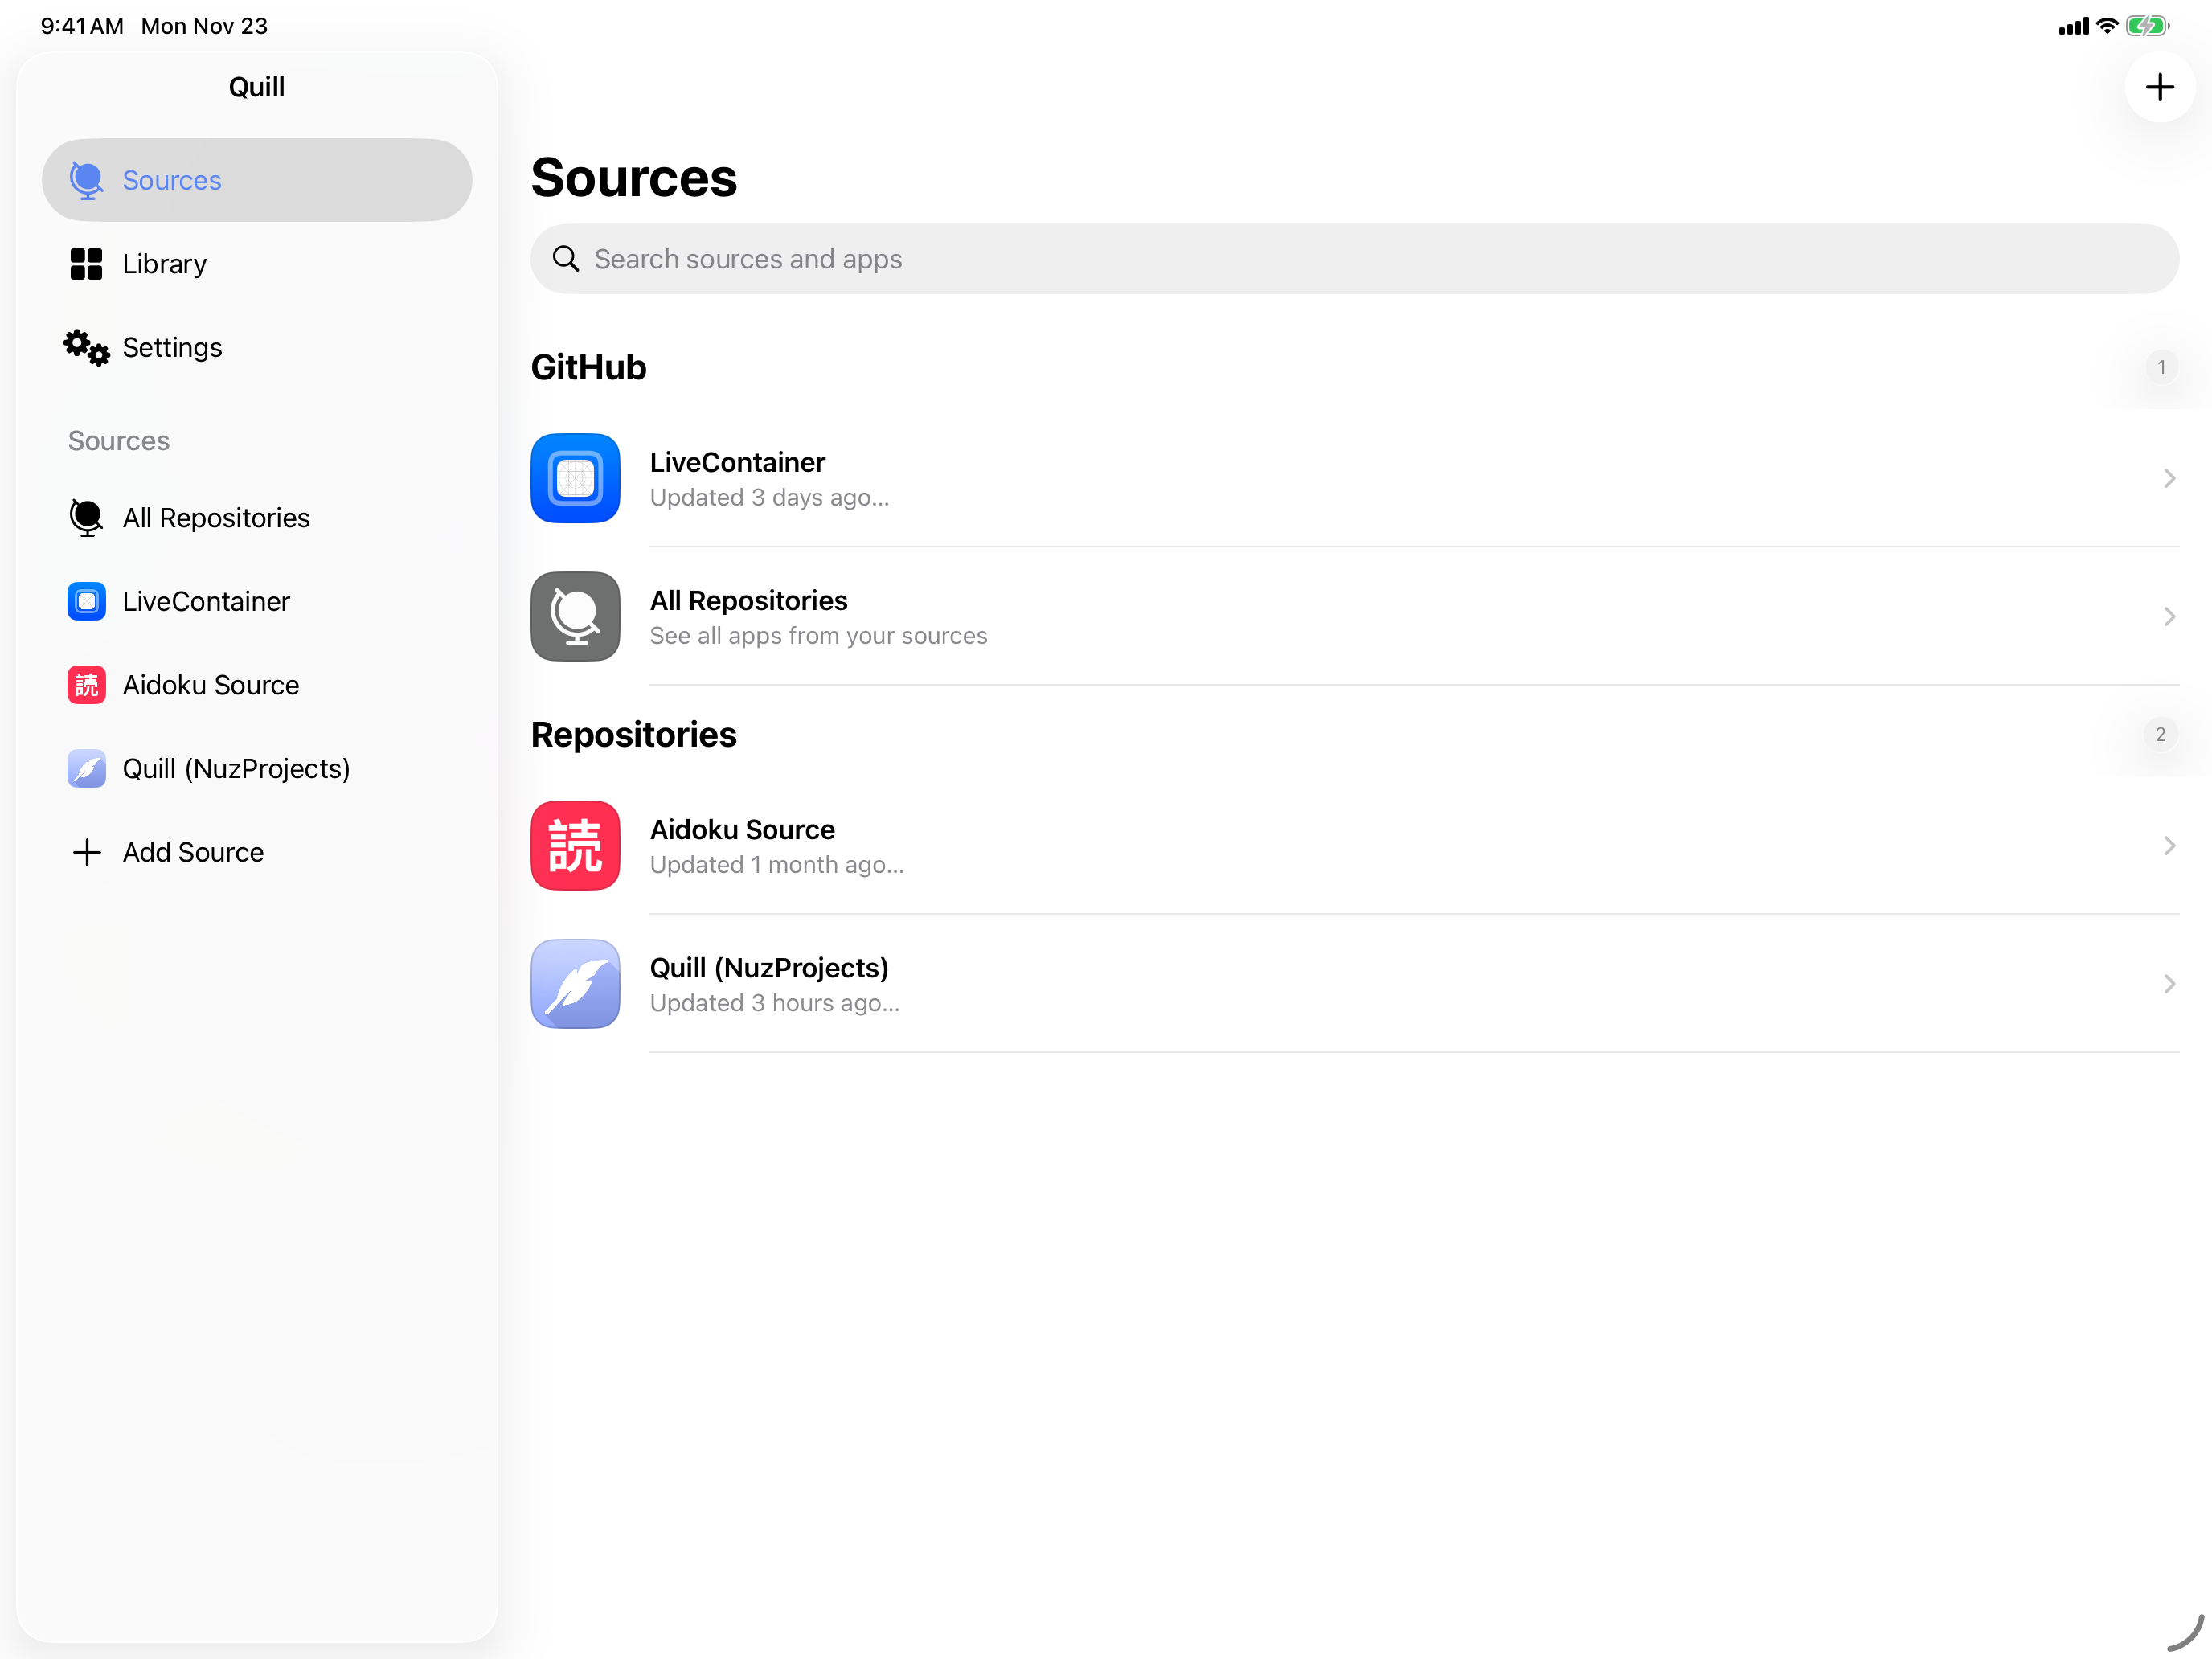 9:41 AM Mon Nov 23
Quill
Sources
Library
Settings
Sources
All Repositories
LiveContainer
読 Aidoku Source
Quill (NuzProjects)
Add Source
Sources
Search sources and apps
GitHub
1
LiveContainer
Updated 3 days ago...
All Repositories
See all apps from your sources
Repositories
2
読
Aidoku Source
Updated 1 month ago...
Quill (NuzProjects)
Updated 3 hours ago...